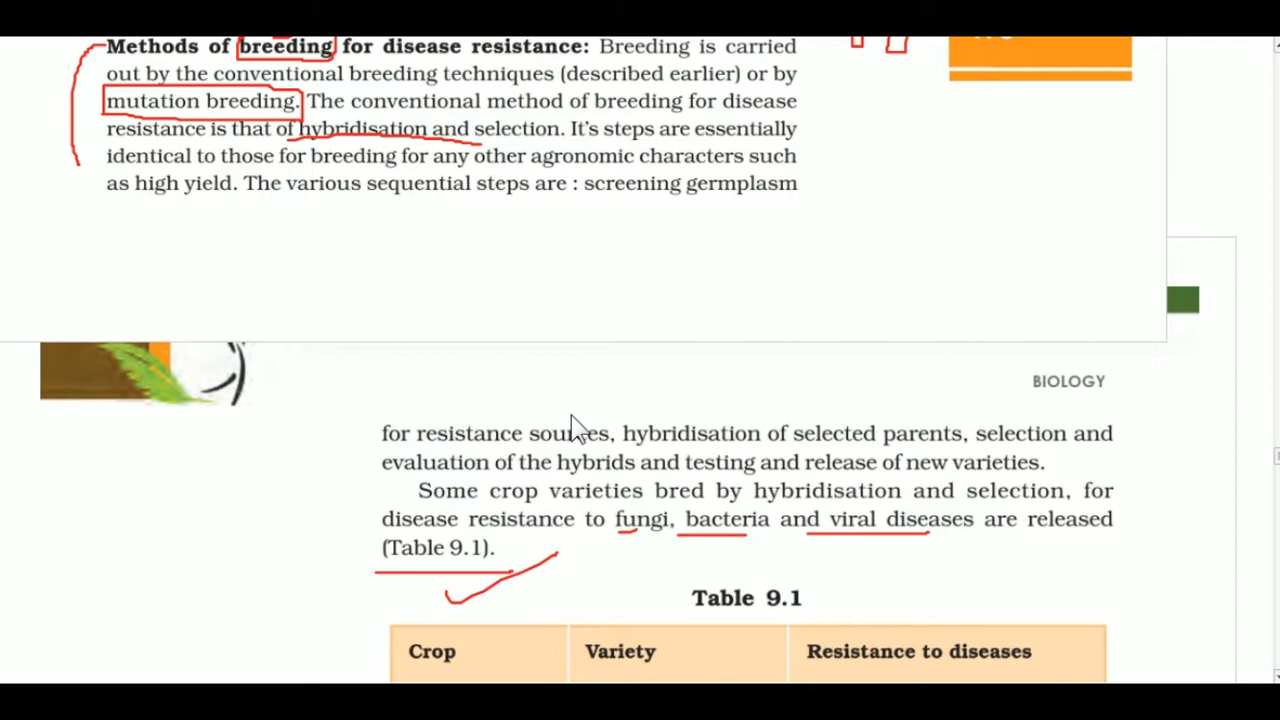 Methods of breeding for disease resistance: Breeding is carried
out by the conventional breeding techniques (described earlier) or by
mutation breeding. The conventional method of breeding for disease
resistance is that of hybridisation and selection. It's steps are essentially
identical to those for breeding for any other agronomic characters such
as high yield. The various sequential steps are : screening germplasm
BIOLOGY
for resistance sources, hybridisation of selected parents, selection and
evaluation of the hybrids and testing and release of new varieties.
Some crop varieties bred by hybridisation and selection, for
disease resistance to fungi, bacteria and viral diseases are released
(Table 9.1).
Table 9.1
Crop Variety Resistance to diseases